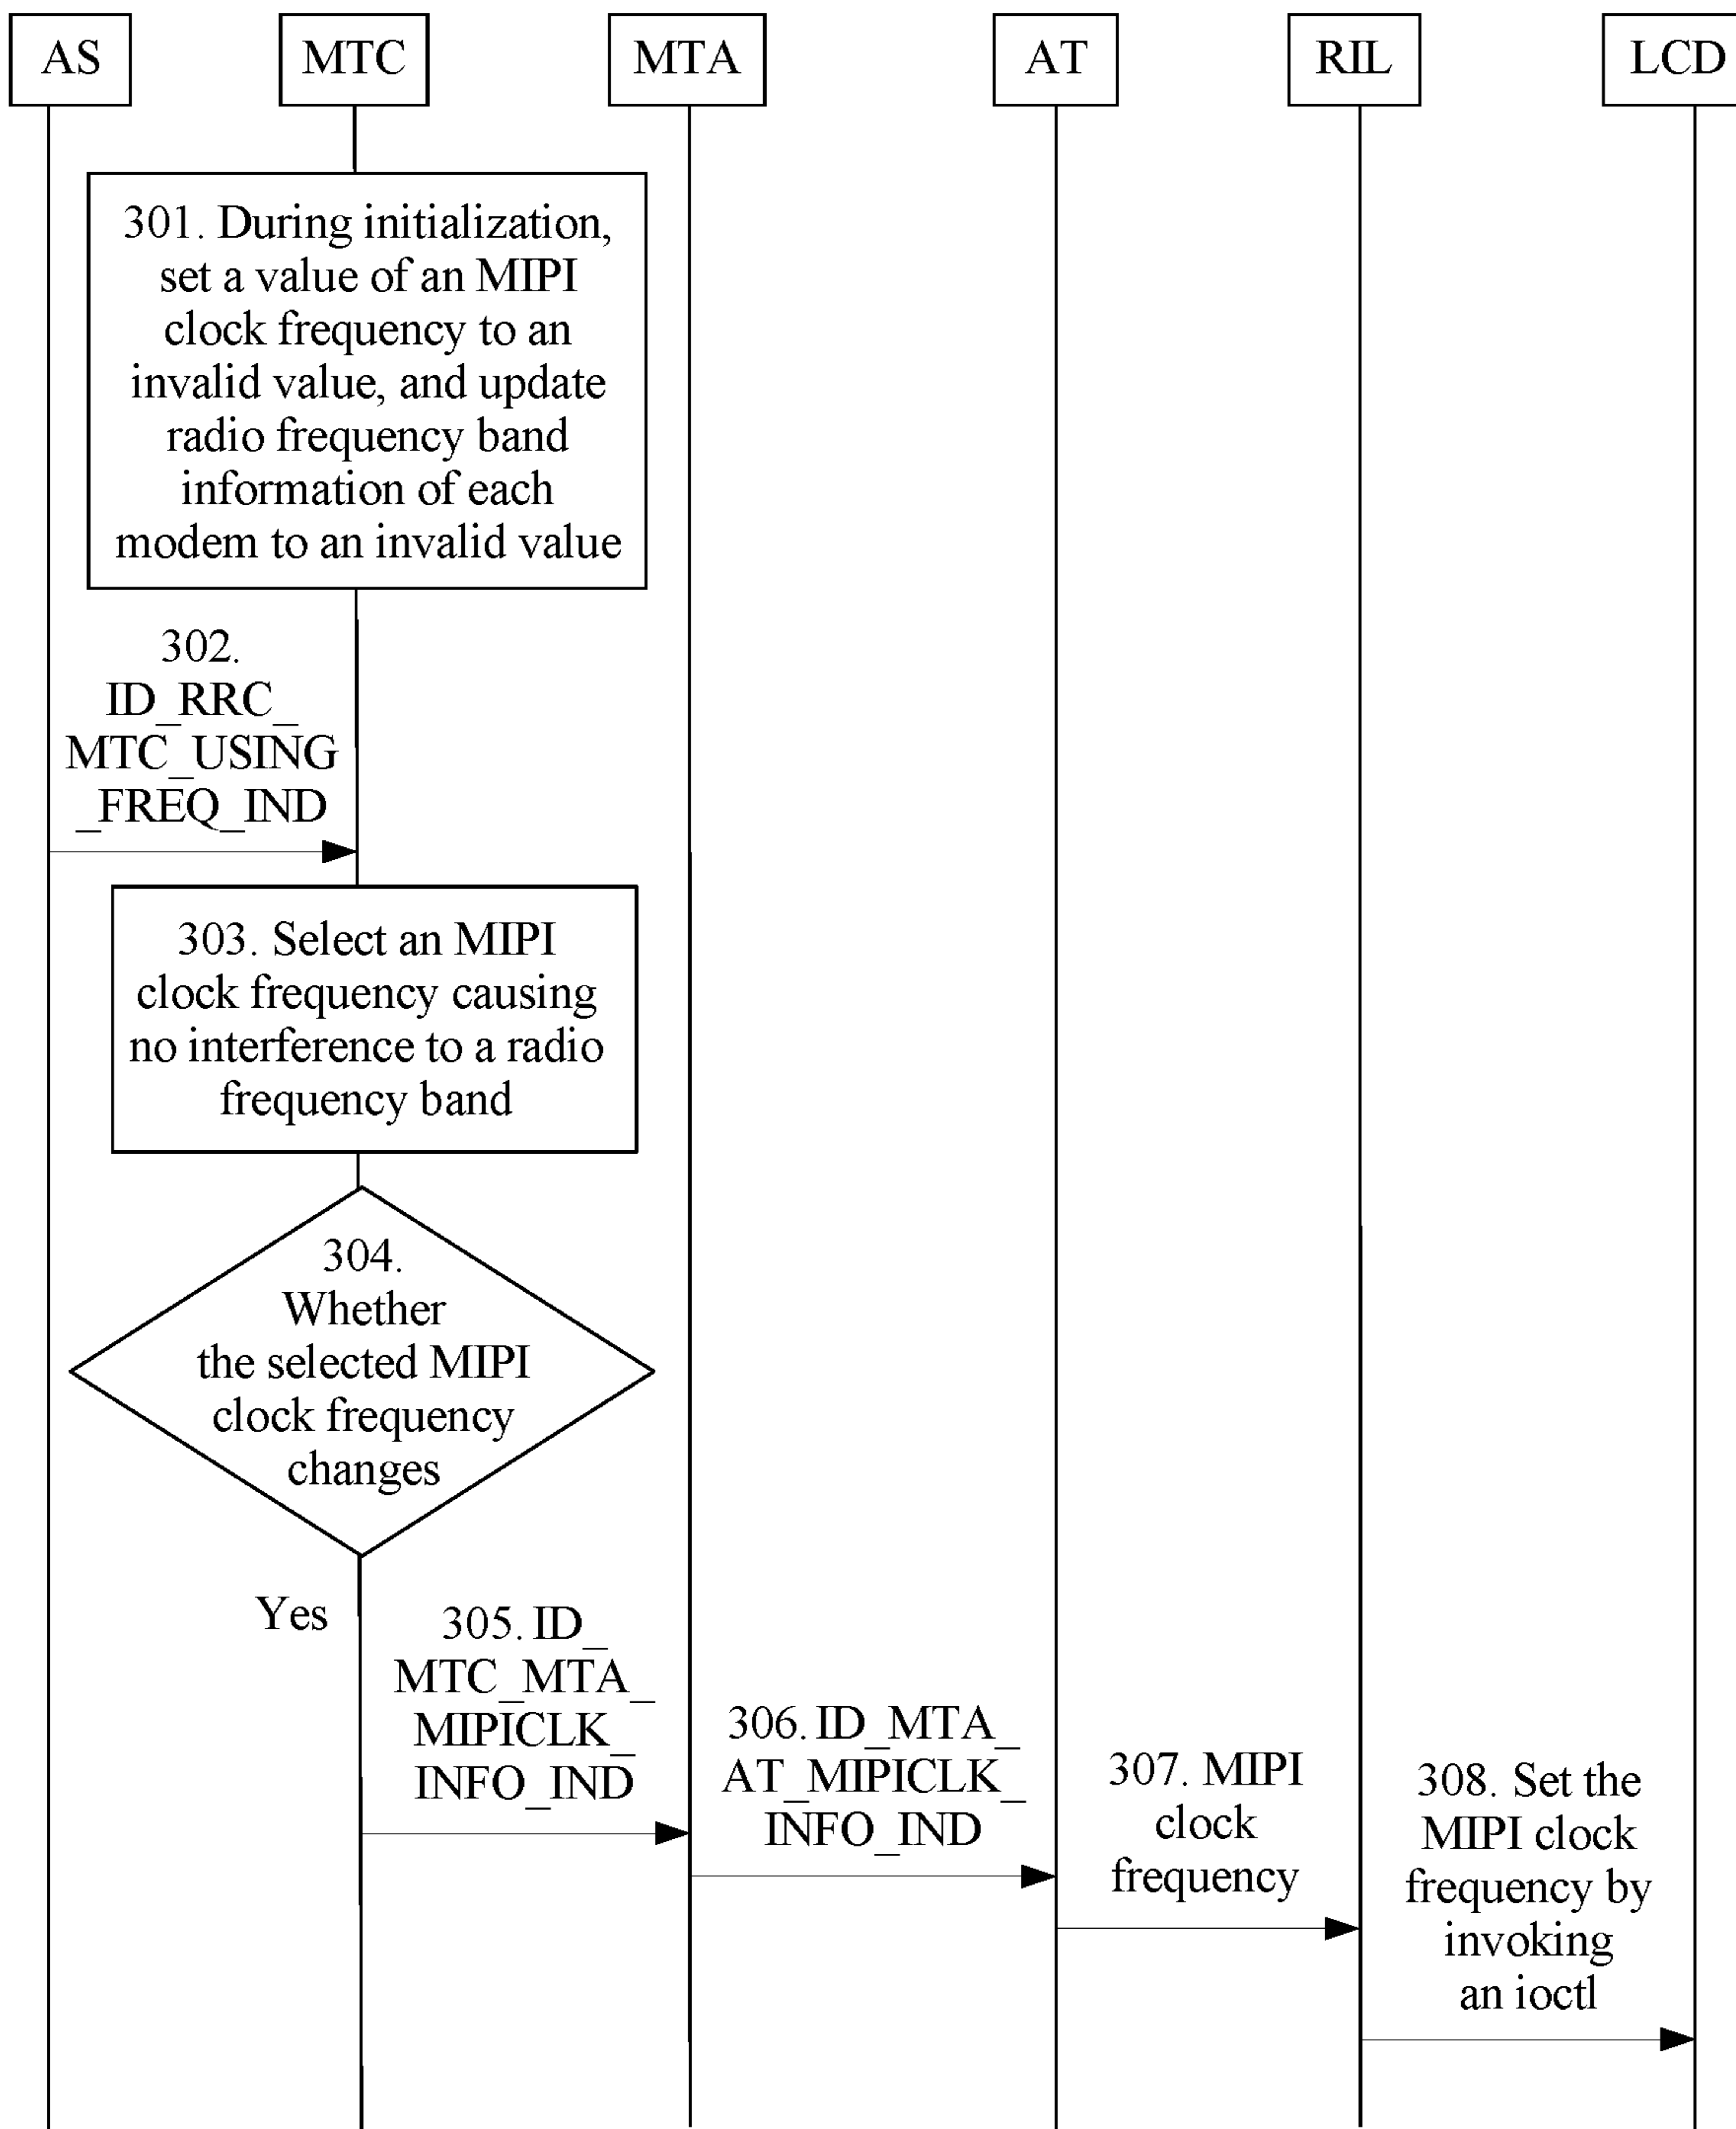 AS
MTC
MTA
AT
RIL
LCD
301. During initialization,
set a value of an MIPI
clock frequency to an
invalid value, and update
radio frequency band
information of each
modem to an invalid value
302.
ID_RRC_
MTC_USING
_FREQ_IND
303. Select an MIPI
clock frequency causing
no interference to a radio
frequency band
304.
Whether
the selected MIPI
clock frequency
changes
Yes
305. ID_
MTC_MTA_
MIPICLK_
INFO_IND
306. ID_MTA_
AT_MIPICLK_
INFO_IND
307. MIPI
clock
frequency
308. Set the
MIPI clock
frequency by
invoking
an ioctl